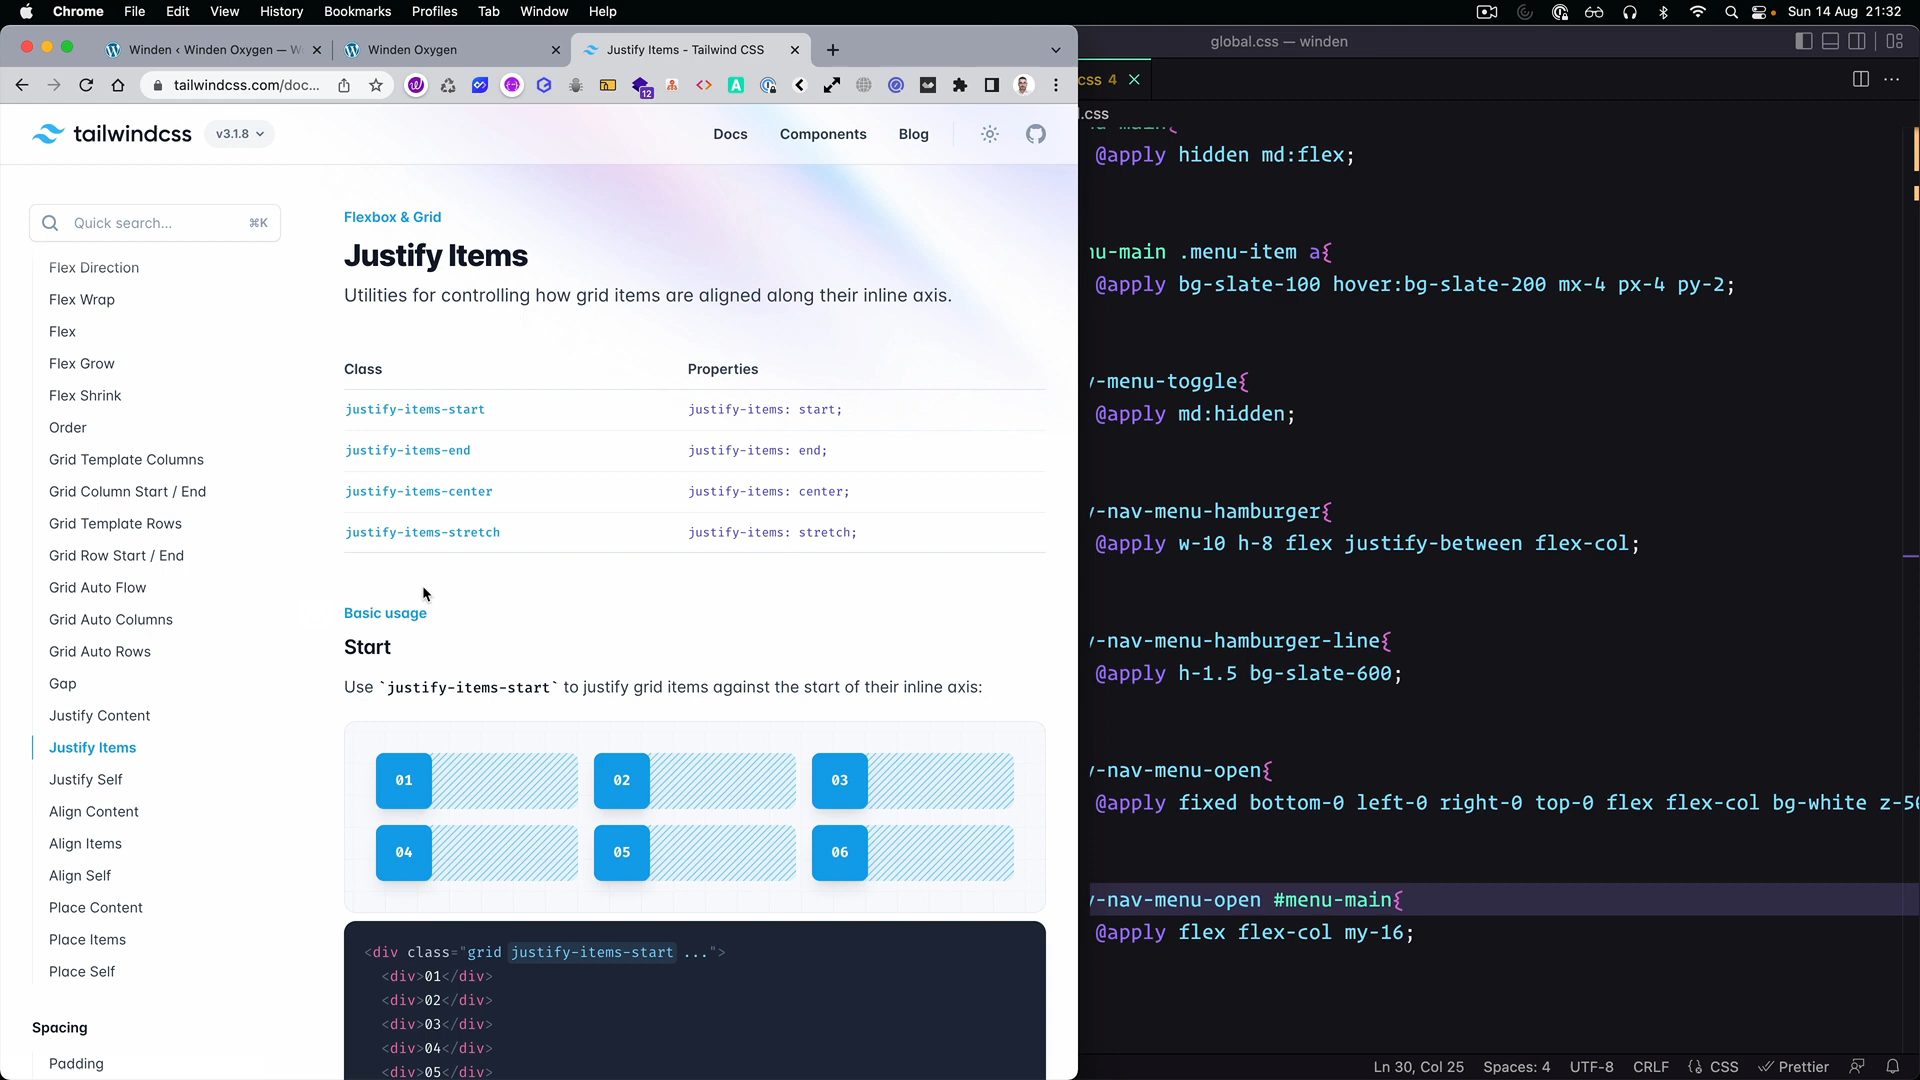 Chrome File Edit View History Bookmarks Profiles Tab Window Help Sun 14 Aug 21:32
Winden ‹ Winden Oxygen — W
Winden Oxygen
Justify Items - Tailwind CSS
tailwindcss.com/doc...
12
tailwindcss
v3.1.8
Docs Components Blog
Quick search...
⌘K
Flex Direction
Flex Wrap
Flex
Flex Grow
Flex Shrink
Order
Grid Template Columns
Grid Column Start / End
Grid Template Rows
Grid Row Start / End
Grid Auto Flow
Grid Auto Columns
Grid Auto Rows
Gap
Justify Content
Justify Items
Justify Self
Align Content
Align Items
Align Self
Place Content
Place Items
Place Self
Spacing
Padding
Flexbox & Grid
Justify Items
Utilities for controlling how grid items are aligned along their inline axis.
Class Properties
justify-items-start justify-items: start;
justify-items-end justify-items: end;
justify-items-center justify-items: center;
justify-items-stretch justify-items: stretch;
Basic usage
Start
Use `justify-items-start` to justify grid items against the start of their inline axis:
01 02 03
04 05 06
<div class="grid justify-items-start ...">
<div>01</div>
<div>02</div>
<div>03</div>
<div>04</div>
<div>05</div>
global.css — winden
css 4
l.css
@apply hidden md:flex;
nu-main .menu-item a{
@apply bg-slate-100 hover:bg-slate-200 mx-4 px-4 py-2;
-menu-toggle{
@apply md:hidden;
-nav-menu-hamburger{
@apply w-10 h-8 flex justify-between flex-col;
-nav-menu-hamburger-line{
@apply h-1.5 bg-slate-600;
-nav-menu-open{
@apply fixed bottom-0 left-0 right-0 top-0 flex flex-col bg-white z-50
-nav-menu-open #menu-main{
@apply flex flex-col my-16;
Ln 30, Col 25 Spaces: 4 UTF-8 CRLF {} CSS Prettier